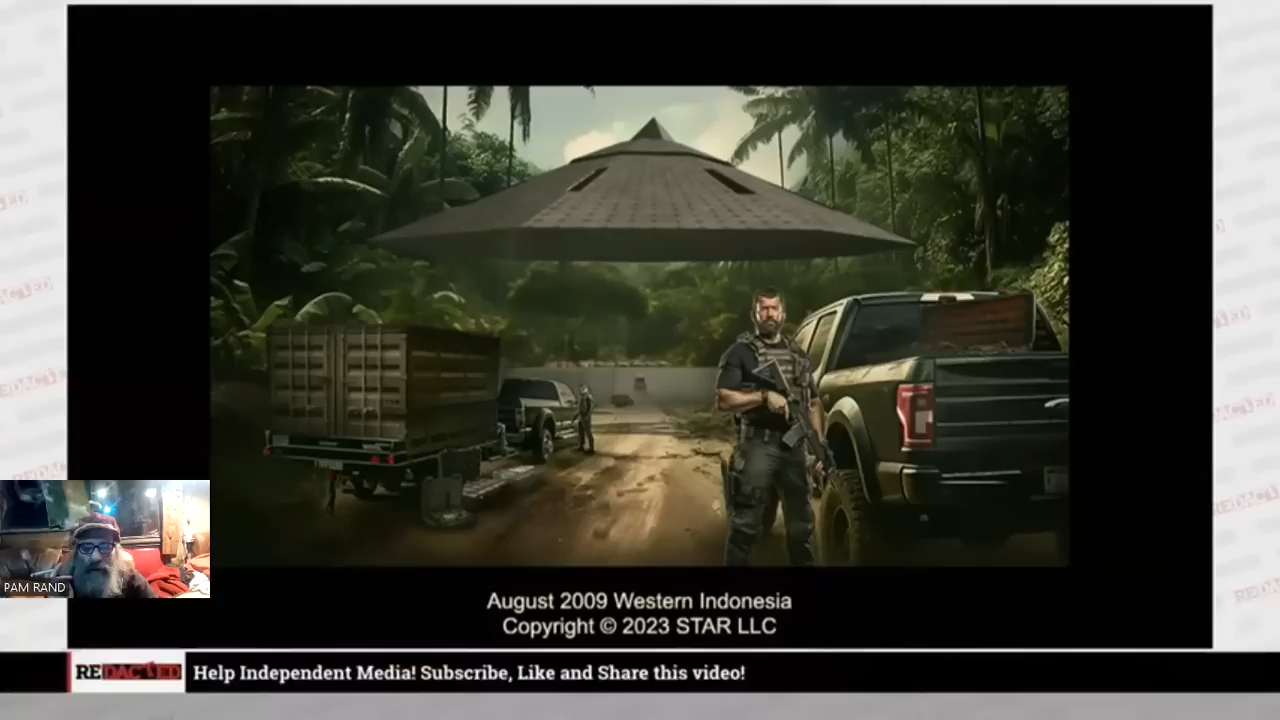 August 2009 Western Indonesia
Copyright © 2023 STAR LLC
PAM RAND
REDACTED Help Independent Media! Subscribe, Like and Share this video!